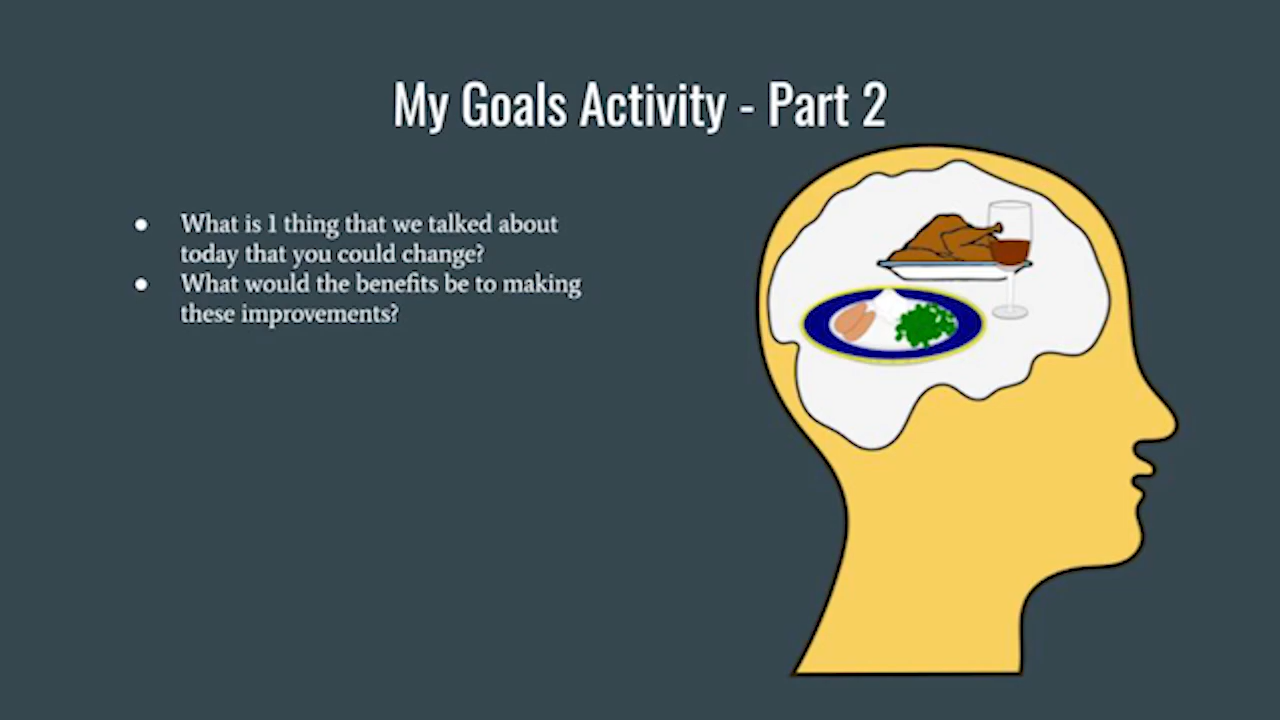 My Goals Activity - Part 2
● What is 1 thing that we talked about
today that you could change?
● What would the benefits be to making
these improvements?